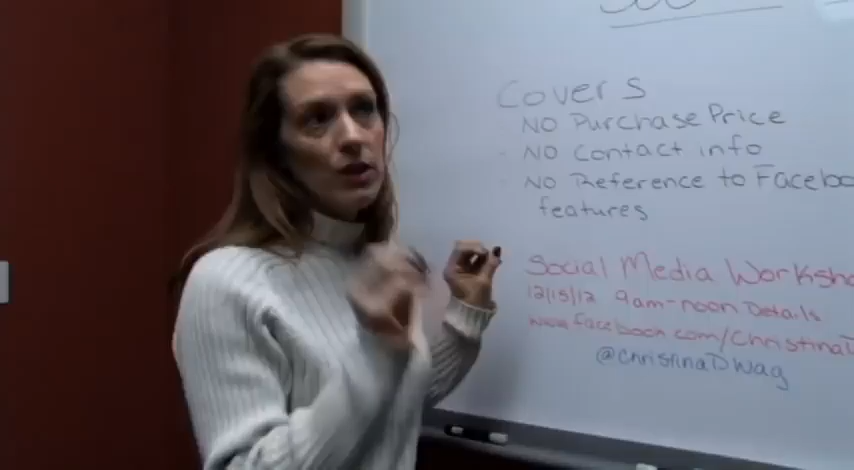 Covers
NO Purchase Price
- NO Contact info
- NO Reference to Facebo
features
Social Media Worksho
12/15/12 9am-noon Details
www.facebook.com/Christina
@ChristinaDWag